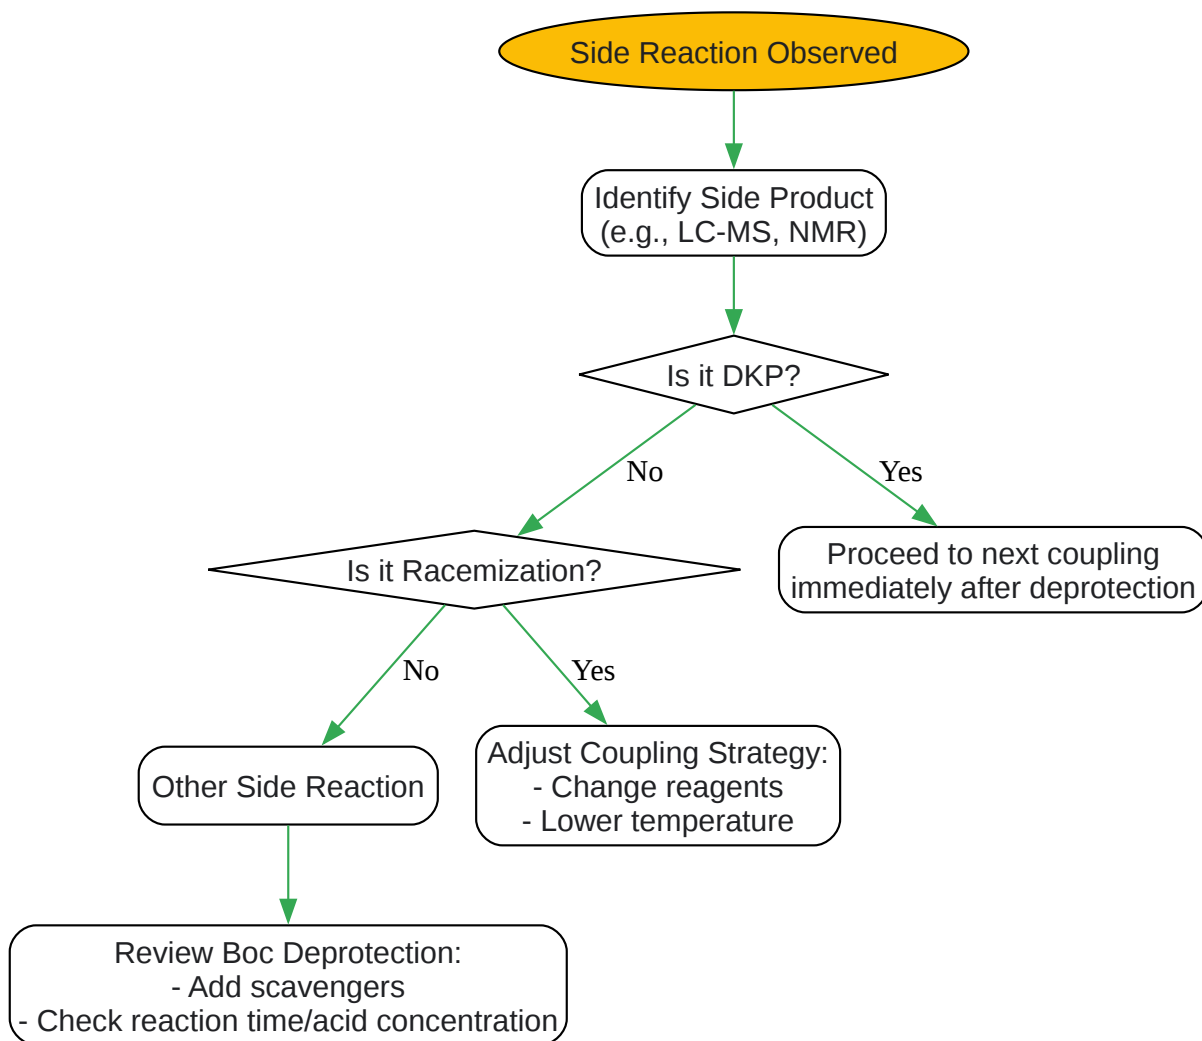 Side Reaction Observed
Identify Side Product
(e.g., LC-MS, NMR)
Is it DKP?
No
Yes
Is it Racemization?
Proceed to next coupling
immediately after deprotection
No
Yes
Other Side Reaction
Adjust Coupling Strategy:
- Change reagents
- Lower temperature
Review Boc Deprotection:
- Add scavengers
- Check reaction time/acid concentration